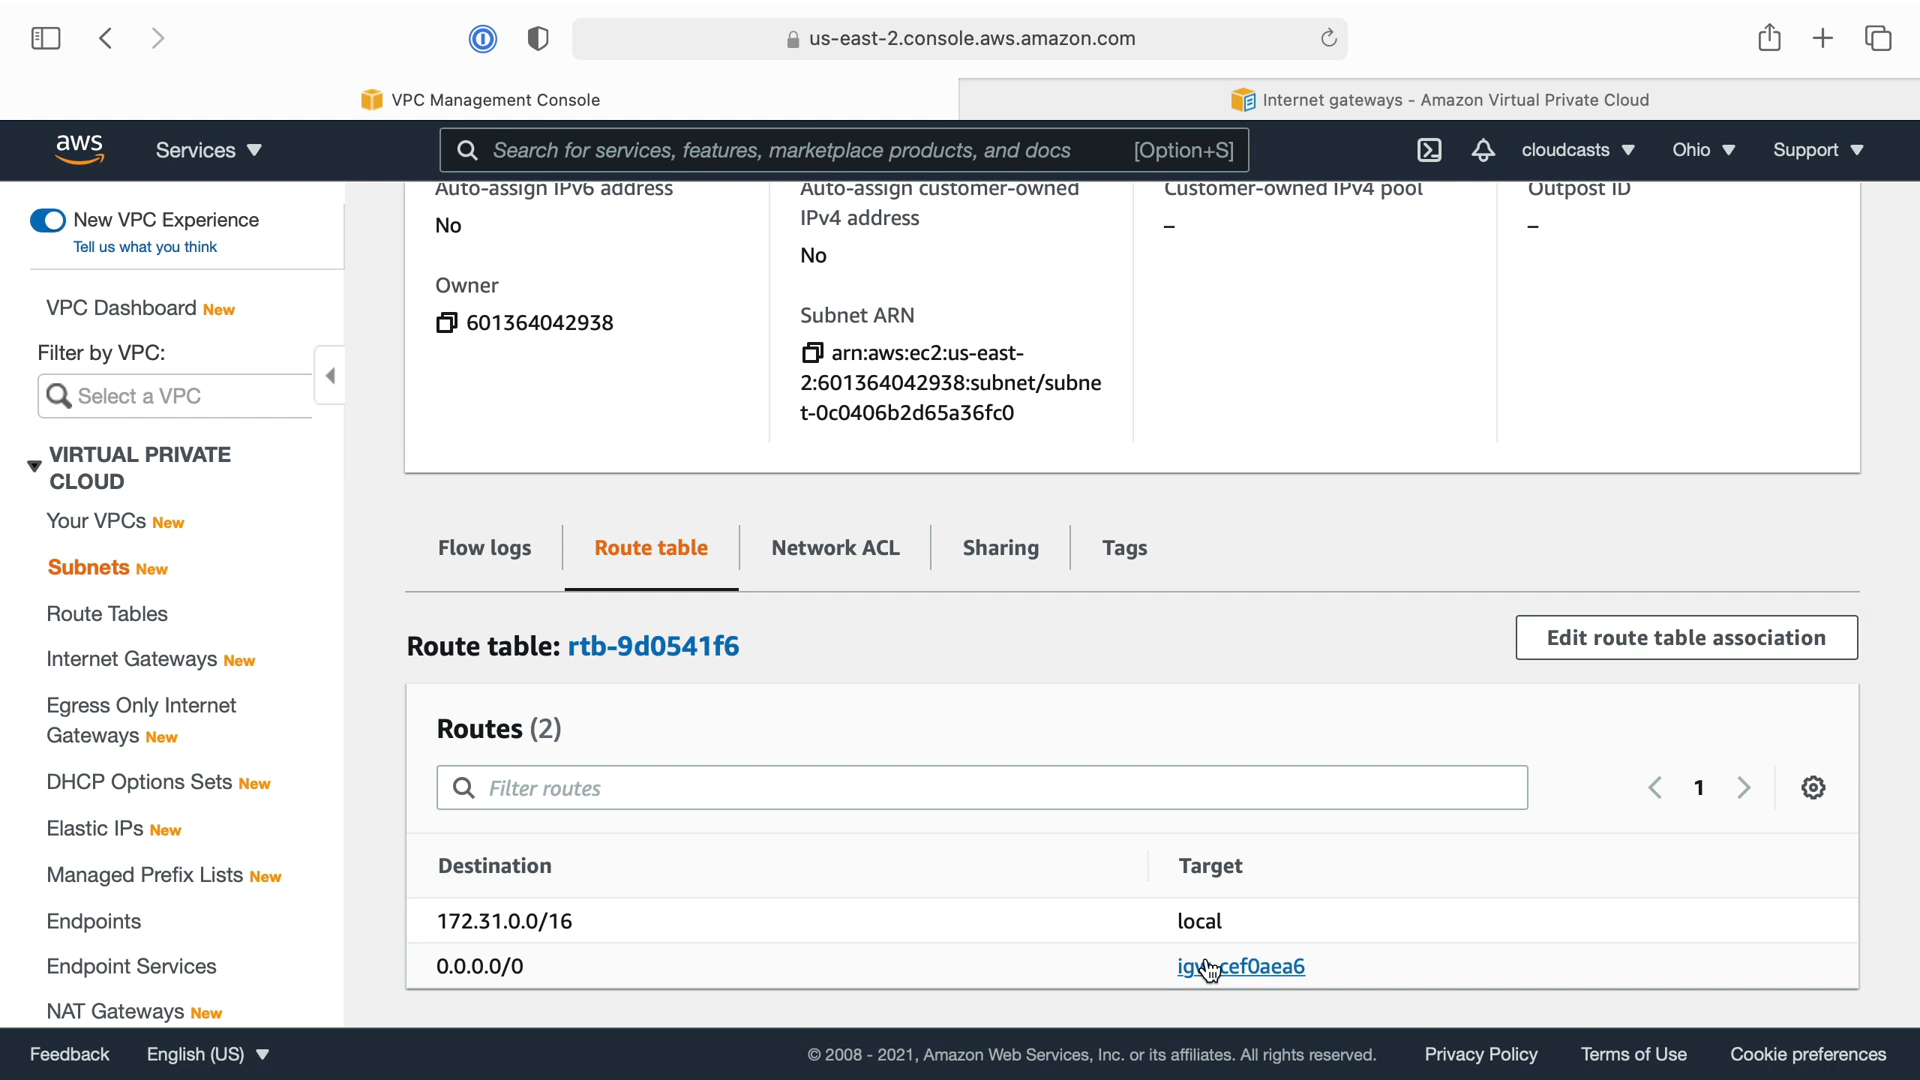 us-east-2.console.aws.amazon.com
VPC Management Console
Internet gateways - Amazon Virtual Private Cloud
aws
Services
Search for services, features, marketplace products, and docs
[Option+S]
cloudcasts
Ohio
Support
New VPC Experience
Tell us what you think
VPC Dashboard New
Filter by VPC:
Select a VPC
VIRTUAL PRIVATE
CLOUD
Your VPCs New
Subnets New
Route Tables
Internet Gateways New
Egress Only Internet
Gateways New
DHCP Options Sets New
Elastic IPs New
Managed Prefix Lists New
Endpoints
Endpoint Services
NAT Gateways New
Auto-assign IPv6 address
No
Owner
601364042938
Auto-assign customer-owned
IPv4 address
No
Subnet ARN
arn:aws:ec2:us-east-
2:601364042938:subnet/subne
t-0c0406b2d65a36fc0
Customer-owned IPv4 pool
–
Outpost ID
–
Flow logs
Route table
Network ACL
Sharing
Tags
Route table: rtb-9d0541f6
Edit route table association
Routes (2)
Filter routes
1
Destination
Target
172.31.0.0/16
local
0.0.0.0/0
Feedback
English (US)
© 2008 - 2021, Amazon Web Services, Inc. or its affiliates. All rights reserved.
Privacy Policy
Terms of Use
Cookie preferences